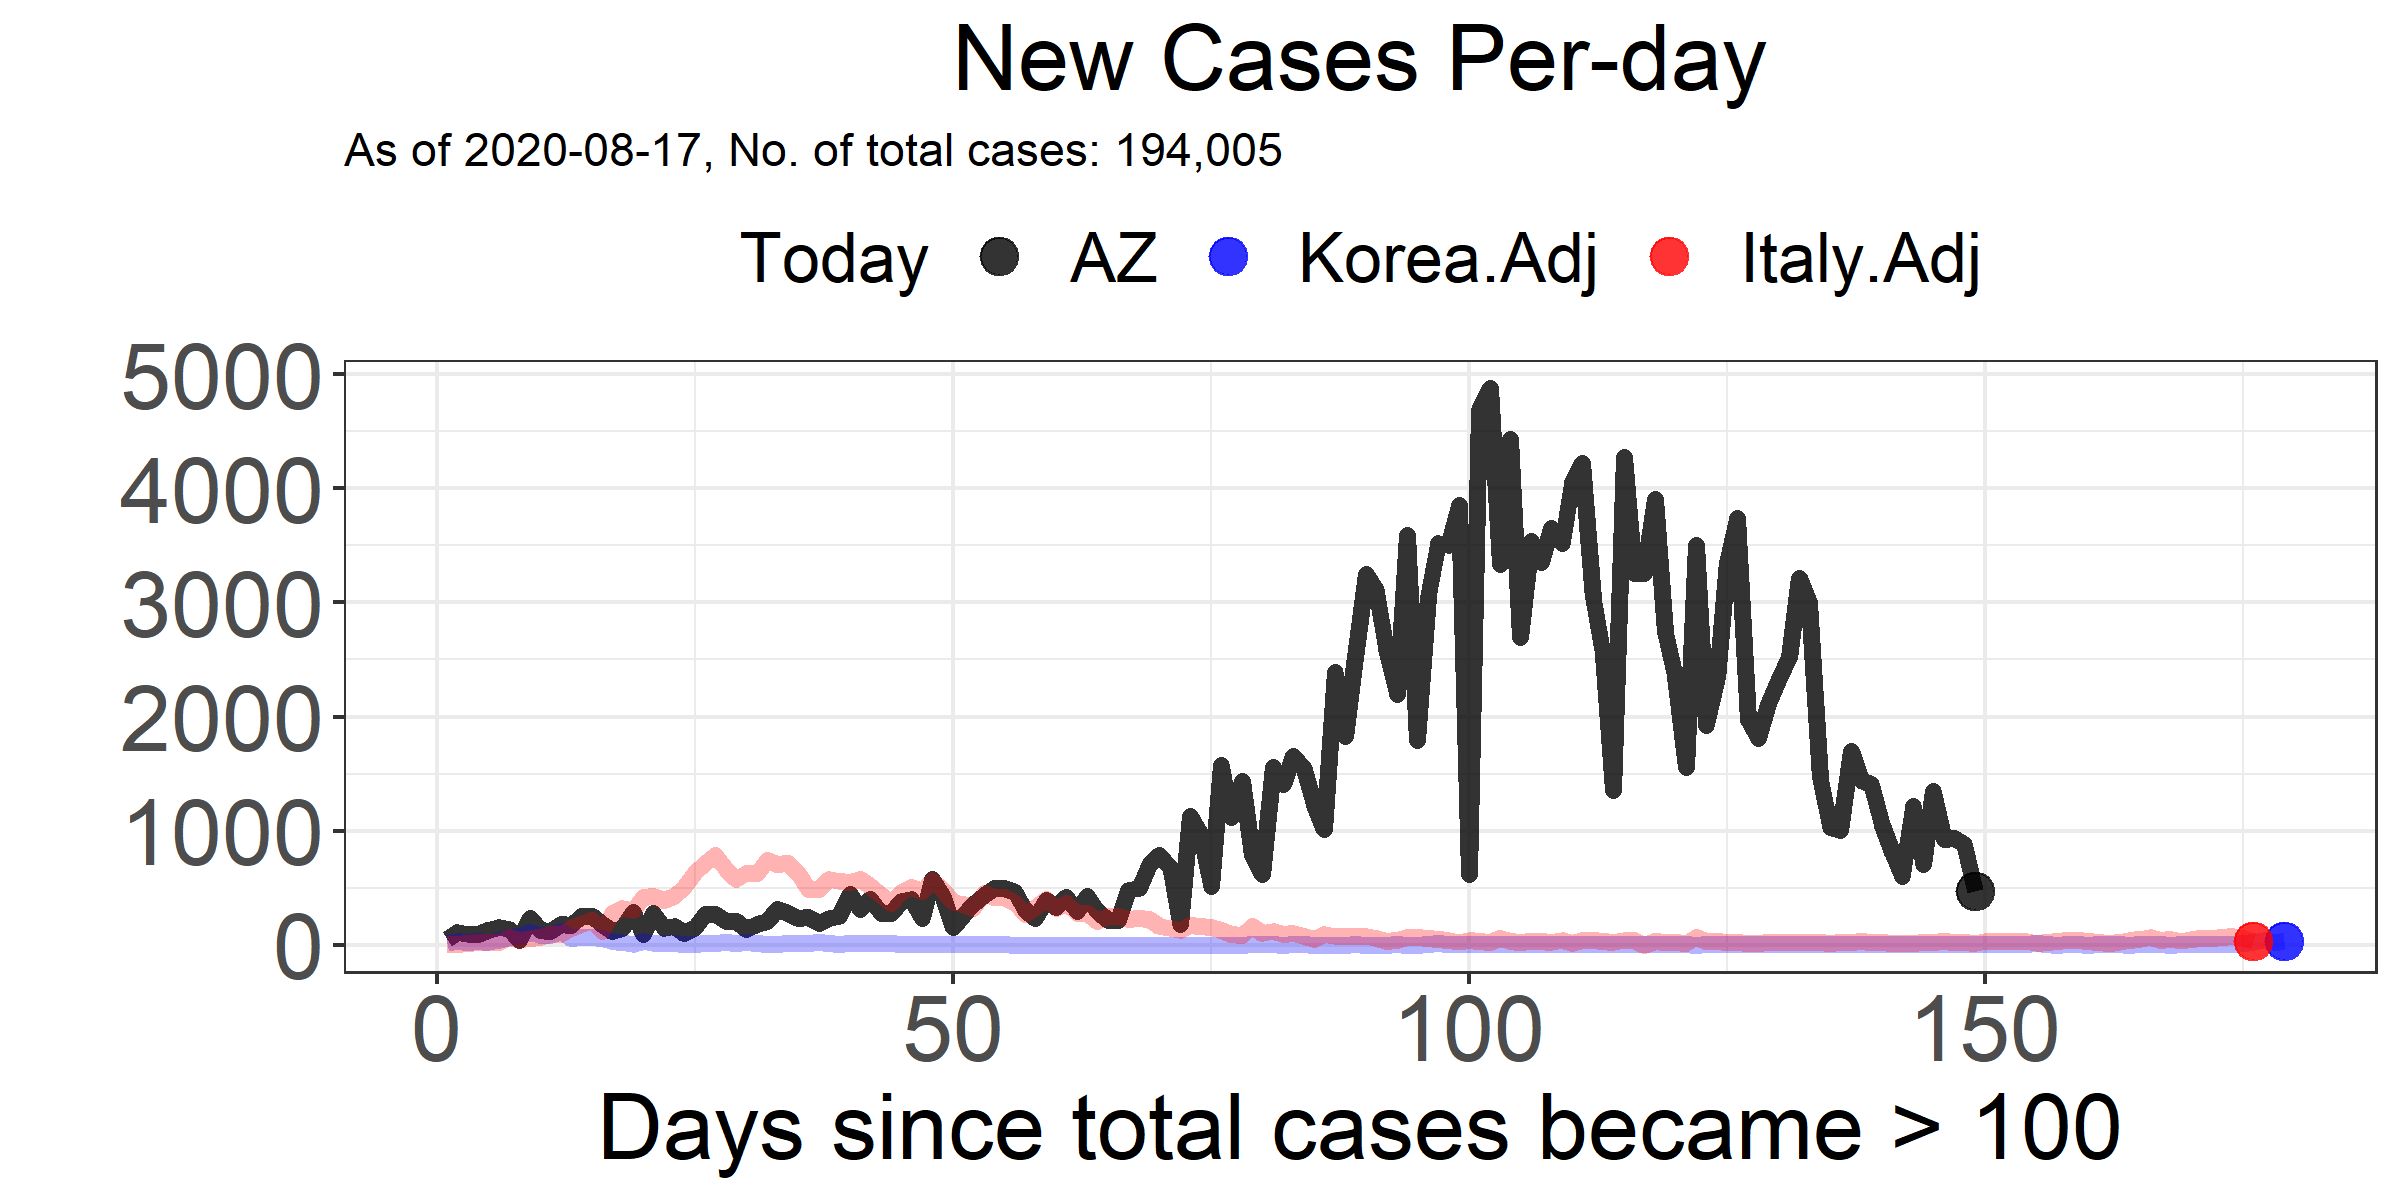 New Cases Per-day
As of 2020-08-17, No. of total cases: 194,005
Today AZ Korea.Adj Italy.Adj
5000
4000
3000
2000
1000
0
0 50 100 150
Days since total cases became > 100